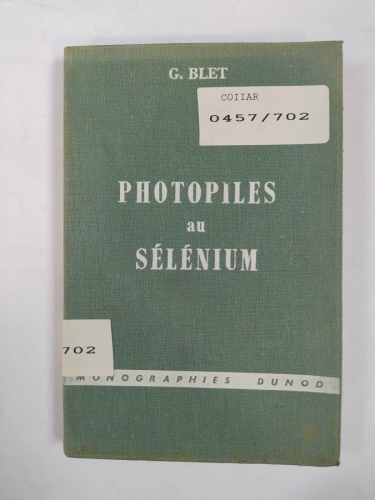 G. BLET
COIIAR
0457/702
PHOTOPILES
au
SÉLÉNIUM
702
MONOGRAPHIES DUNOD